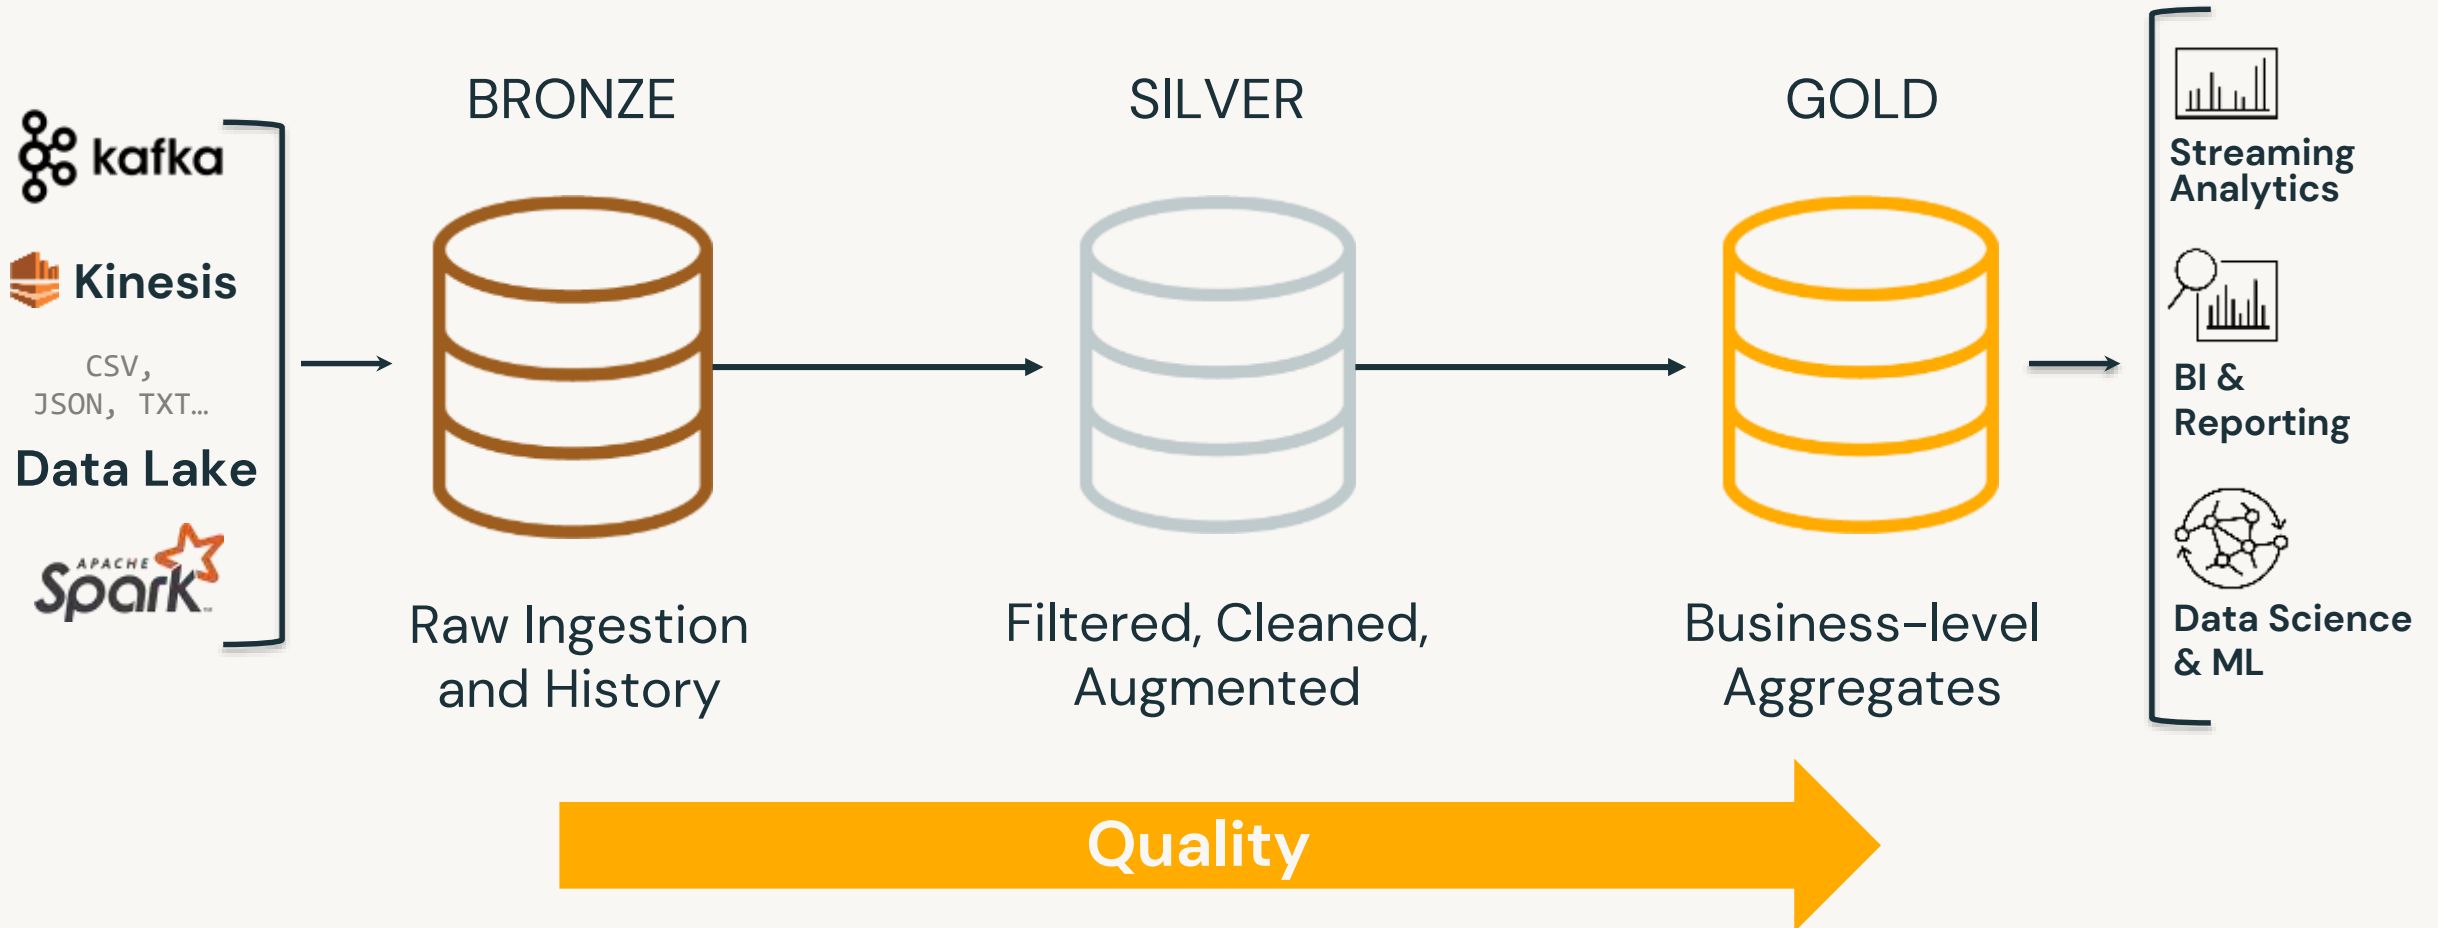 kafka
Kinesis
CSV,
JSON, TXT…
Data Lake
APACHE
Spark™
BRONZE
Raw Ingestion
and History
SILVER
Filtered, Cleaned,
Augmented
GOLD
Business-level
Aggregates
Streaming
Analytics
BI &
Reporting
Data Science
& ML
Quality